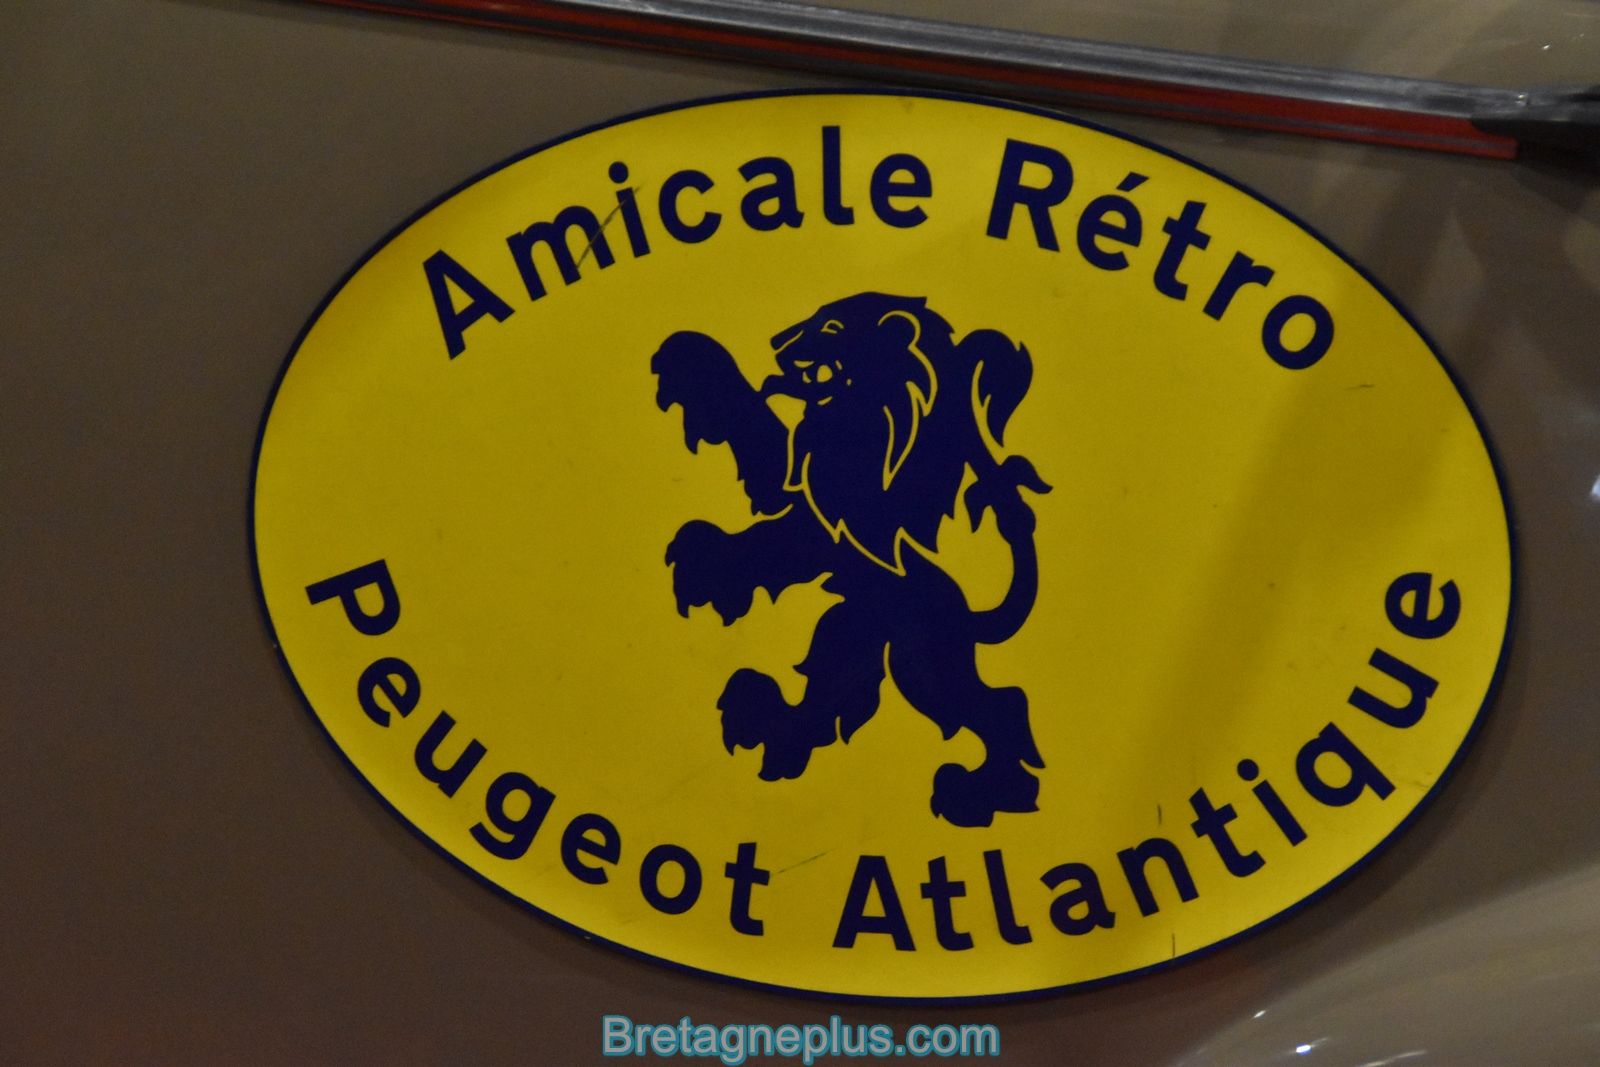 Amicale Rétro
Peugeot Atlantique
Bretagneplus.com